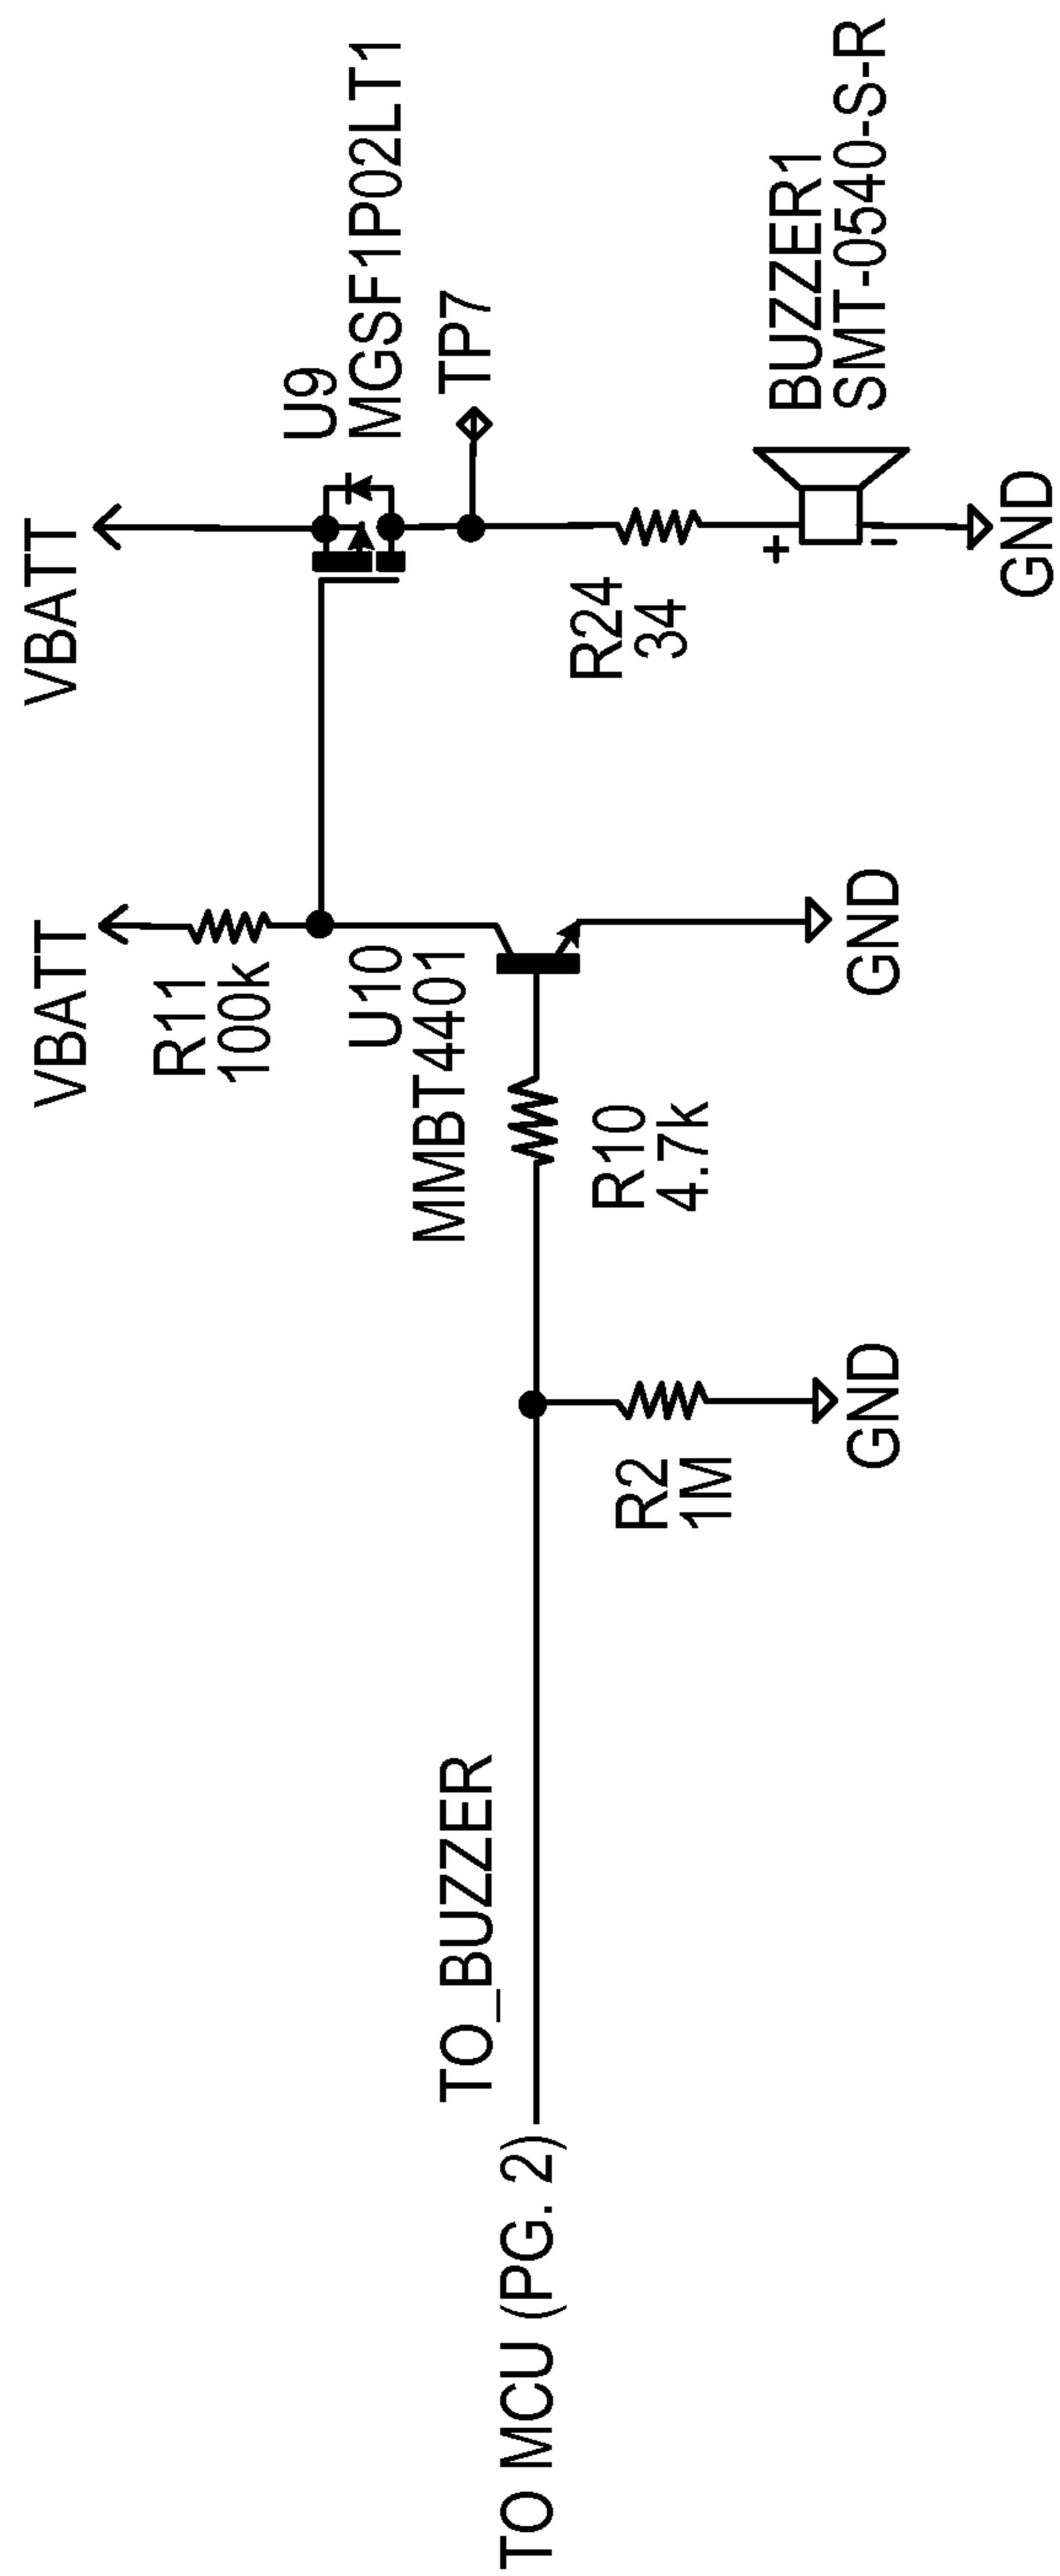 TO MCU (PG. 2)
TO_BUZZER
R2
1M
GND
R10
4.7k
VBATT
R11
100k
U10
MMBT4401
GND
VBATT
U9
MGSF1P02LT1
TP7
R24
34
+
-
BUZZER1
SMT-0540-S-R
GND